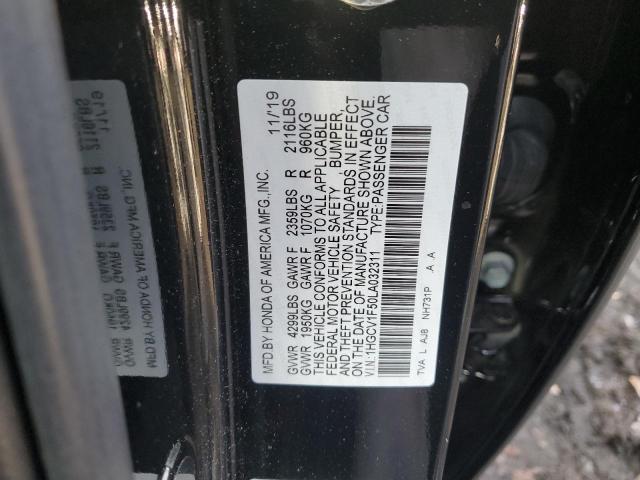 MFD.BY HONDA OF AMERICA MFG.,INC. 11/19
GVWR 4299LBS GAWR F 2359LBS R 2116LBS
GVWR 1950KG GAWR F 1070KG R 960KG
THIS VEHICLE CONFORMS TO ALL APPLICABLE
FEDERAL MOTOR VEHICLE SAFETY , BUMPER,
AND THEFT PREVENTION STANDARDS IN EFFECT
ON THE DATE OF MANUFACTURE SHOWN ABOVE.
V.I.N.:1HGCV1F50LA032311 TYPE:PASSENGER CAR
TVA L AJ8 NH731P .A .A